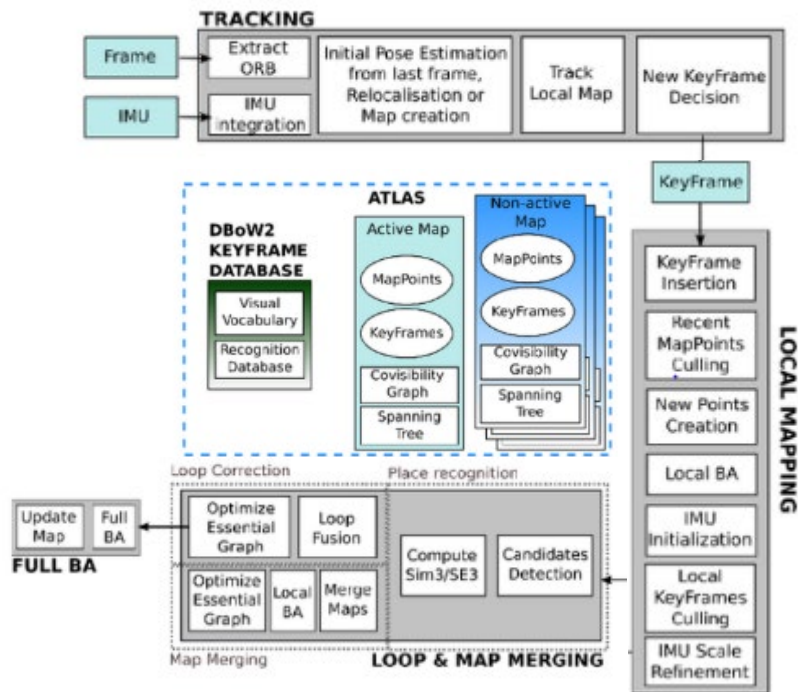 TRACKING
Frame
IMU
Extract
ORB
IMU
integration
Initial Pose Estimation
from last frame,
Relocalisation or
Map creation
Track
Local Map
New KeyFrame
Decision
KeyFrame
ATLAS
DBoW2
KEYFRAME
DATABASE
Visual
Vocabulary
Recognition
Database
Active Map
MapPoints
KeyFrames
Covisibility
Graph
Spanning
Tree
Non-active
Map
MapPoints
KeyFrames
Covisibility
Graph
Spanning
Tree
KeyFrame
Insertion
Recent
MapPoints
Culling
New Points
Creation
Local BA
IMU
Initialization
Local
KeyFrames
Culling
IMU Scale
Refinement
LOCAL MAPPING
Loop Correction
Place recognition
Optimize
Essential
Graph
Loop
Fusion
Compute
Sim3/SE3
Candidates
Detection
Update
Map
Full
BA
FULL BA
Optimize
Essential
Graph
Local
BA
Merge
Maps
Map Merging
LOOP & MAP MERGING